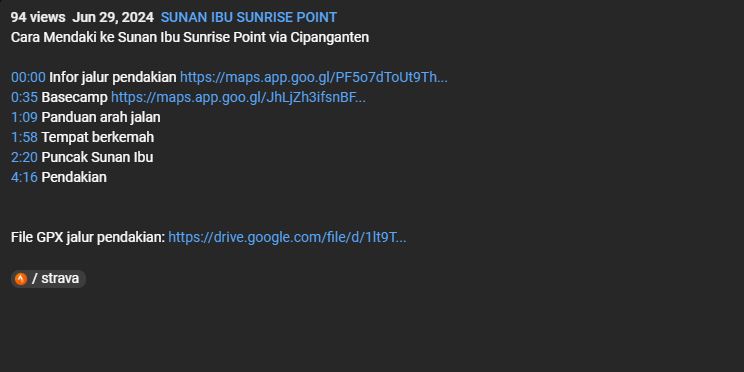 94 views Jun 29, 2024 SUNAN IBU SUNRISE POINT
Cara Mendaki ke Sunan Ibu Sunrise Point via Cipanganten
00:00 Infor jalur pendakian https://maps.app.goo.gl/PF5o7dToUt9Th...
0:35 Basecamp https://maps.app.goo.gl/JhLjZh3ifsnBF...
1:09 Panduan arah jalan
1:58 Tempat berkemah
2:20 Puncak Sunan Ibu
4:16 Pendakian
File GPX jalur pendakian: https://drive.google.com/file/d/1lt9T...
/ strava